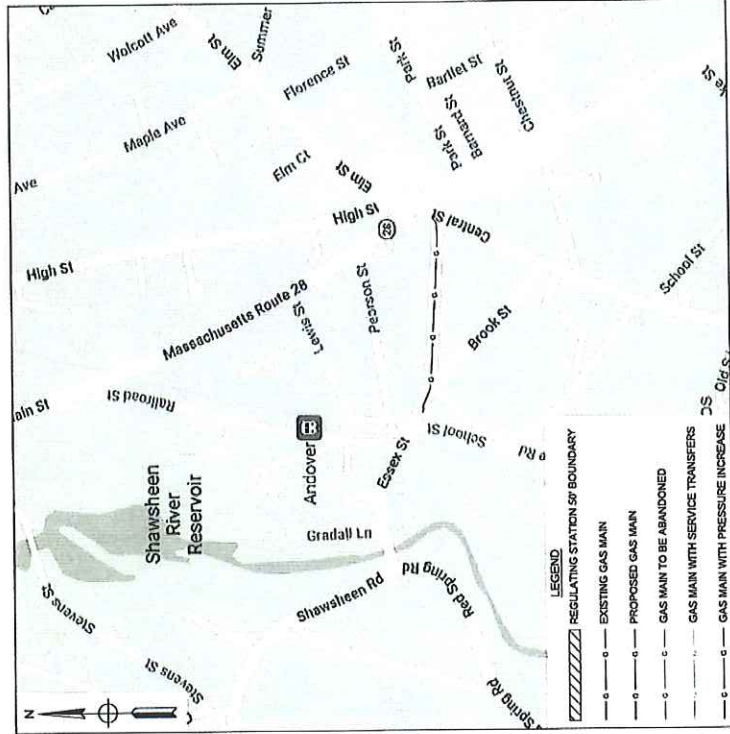 Wolcott Ave
Elm St
Summer
Maple Ave
Florence St
Park St
Bartlet St
Chestnut St
Ave
Elm Ct
Elm St
Park St
Barnard St
High St
High St
28
Central St
Massachusetts Route 28
Lewis St
Pearson St
Brook St
School St
ain St
Railroad St
Andover
Essex St
School St
Old S
Shawsheen
River
Reservoir
Gradall Ln
Shawsheen Rd
Red Spring Rd
Stevens St
Stevens St
Spring Rd
N
LEGEND
REGULATING STATION 50' BOUNDARY
G G EXISTING GAS MAIN
G G PROPOSED GAS MAIN
G G GAS MAIN TO BE ABANDONED
GAS MAIN WITH SERVICE TRANSFERS
G G GAS MAIN WITH PRESSURE INCREASE